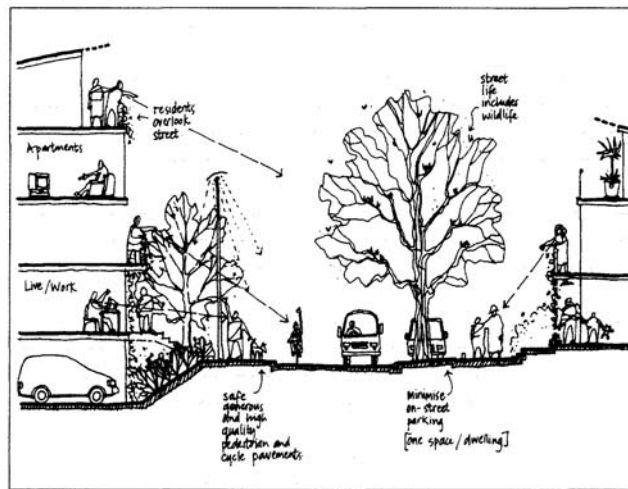 residents
overlook
street
Apartments
street
life
includes
wildlife
Live/Work
safe
generous
and high
quality
pedestrian and
cycle pavements
minimise
on-street
parking
[one space/dwelling]